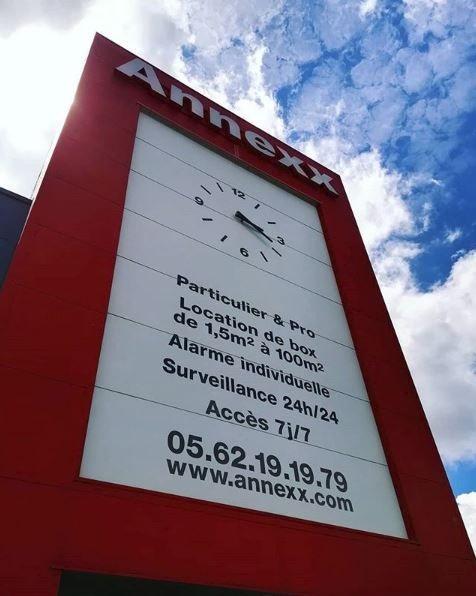 Annexx
12
9
3
6
Particulier & Pro
Location de box
de 1,5m² à 100m²
Alarme individuelle
Surveillance 24h/24
Accès 7j/7
05.62.19.19.79
www.annexx.com